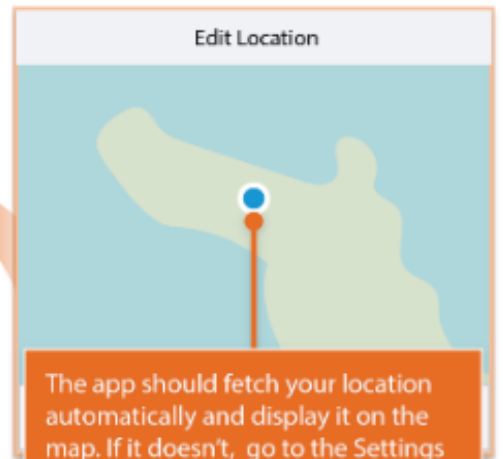 Edit Location
The app should fetch your location
automatically and display it on the
map. If it doesn't, go to the Settings